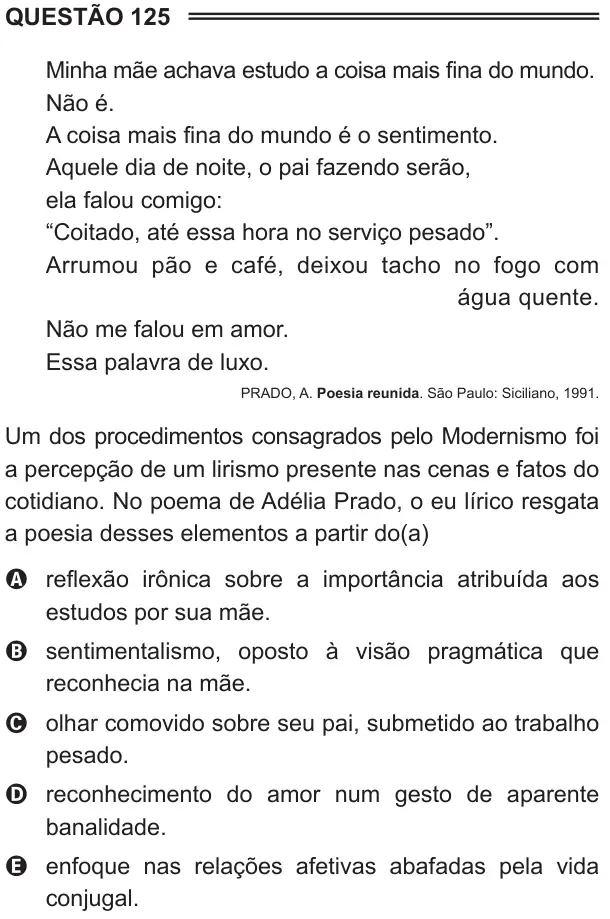 QUESTÃO 125
Minha mãe achava estudo a coisa mais fina do mundo.
Não é.
A coisa mais fina do mundo é o sentimento.
Aquele dia de noite, o pai fazendo serão,
ela falou comigo:
“Coitado, até essa hora no serviço pesado”.
Arrumou pão e café, deixou tacho no fogo com
água quente.
Não me falou em amor.
Essa palavra de luxo.
PRADO, A. Poesia reunida. São Paulo: Siciliano, 1991.
Um dos procedimentos consagrados pelo Modernismo foi
a percepção de um lirismo presente nas cenas e fatos do
cotidiano. No poema de Adélia Prado, o eu lírico resgata
a poesia desses elementos a partir do(a)
A reflexão irônica sobre a importância atribuída aos
estudos por sua mãe.
B sentimentalismo, oposto à visão pragmática que
reconhecia na mãe.
C olhar comovido sobre seu pai, submetido ao trabalho
pesado.
D reconhecimento do amor num gesto de aparente
banalidade.
E enfoque nas relações afetivas abafadas pela vida
conjugal.